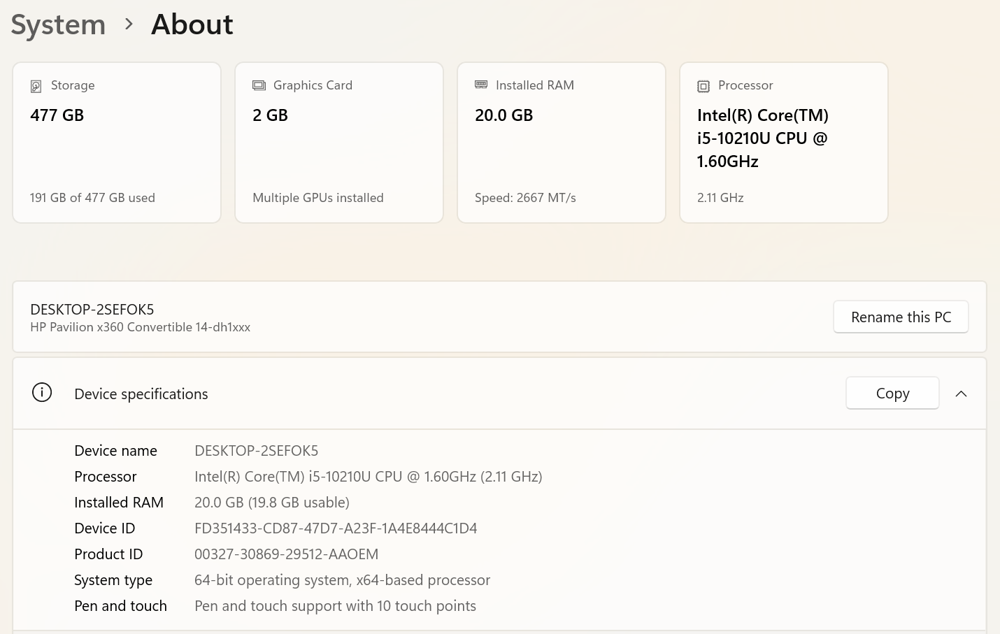 System > About
Storage
477 GB
191 GB of 477 GB used
Graphics Card
2 GB
Multiple GPUs installed
Installed RAM
20.0 GB
Speed: 2667 MT/s
Processor
Intel(R) Core(TM)
i5-10210U CPU @
1.60GHz
2.11 GHz
DESKTOP-2SEFOK5
HP Pavilion x360 Convertible 14-dh1xxx
Rename this PC
Device specifications
Copy
Device name DESKTOP-2SEFOK5
Processor Intel(R) Core(TM) i5-10210U CPU @ 1.60GHz (2.11 GHz)
Installed RAM 20.0 GB (19.8 GB usable)
Device ID FD351433-CD87-47D7-A23F-1A4E8444C1D4
Product ID 00327-30869-29512-AAOEM
System type 64-bit operating system, x64-based processor
Pen and touch Pen and touch support with 10 touch points